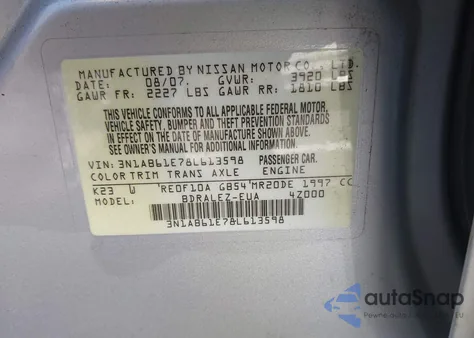 MANUFACTURED BY NISSAN MOTOR CO., LTD.
DATE: 08/07. GVWR: 3920 LBS
GAWR FR: 2227 LBS GAWR RR: 1810 LBS
THIS VEHICLE CONFORMS TO ALL APPLICABLE FEDERAL MOTOR
VEHICLE SAFETY, BUMPER AND THEFT PREVENTION STANDARDS
IN EFFECT ON THE DATE OF MANUFACTURE SHOWN ABOVE.
SEE OWNER'S MANUAL FOR ADDITIONAL INFORMATION.
VIN: 3N1AB61E78L613598 PASSENGER CAR.
COLOR TRIM TRANS AXLE ENGINE
K23 W RE0F10A GB54 MR20DE 1997 CC
MODEL: BDRALEZ-EUA 4Z000
3N1AB61E78L613598
autoSnap